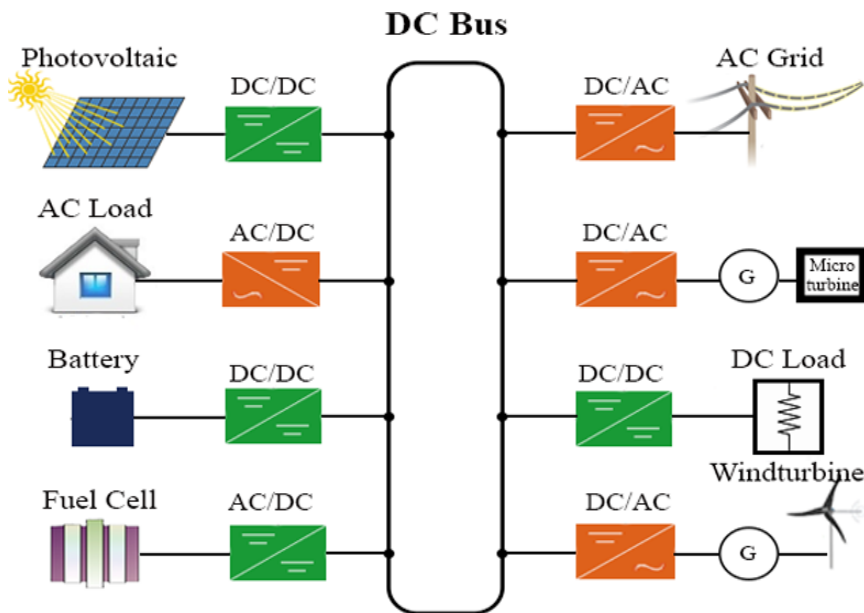 DC Bus
Photovoltaic
DC/DC
DC/AC
AC Grid
AC Load
AC/DC
DC/AC
G
Micro
turbine
Battery
DC/DC
DC/DC
DC Load
Fuel Cell
AC/DC
DC/AC
G
Windturbine